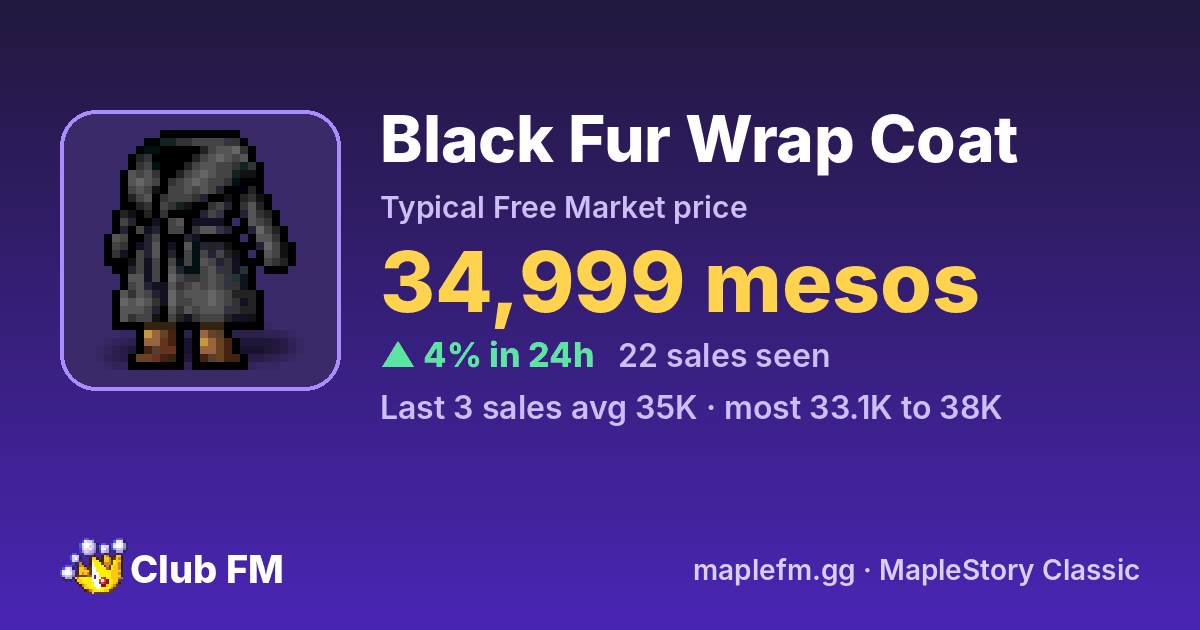 Black Fur Wrap Coat
Typical Free Market price
34,999 mesos
▲ 4% in 24h 22 sales seen
Last 3 sales avg 35K · most 33.1K to 38K
Club FM
maplefm.gg · MapleStory Classic